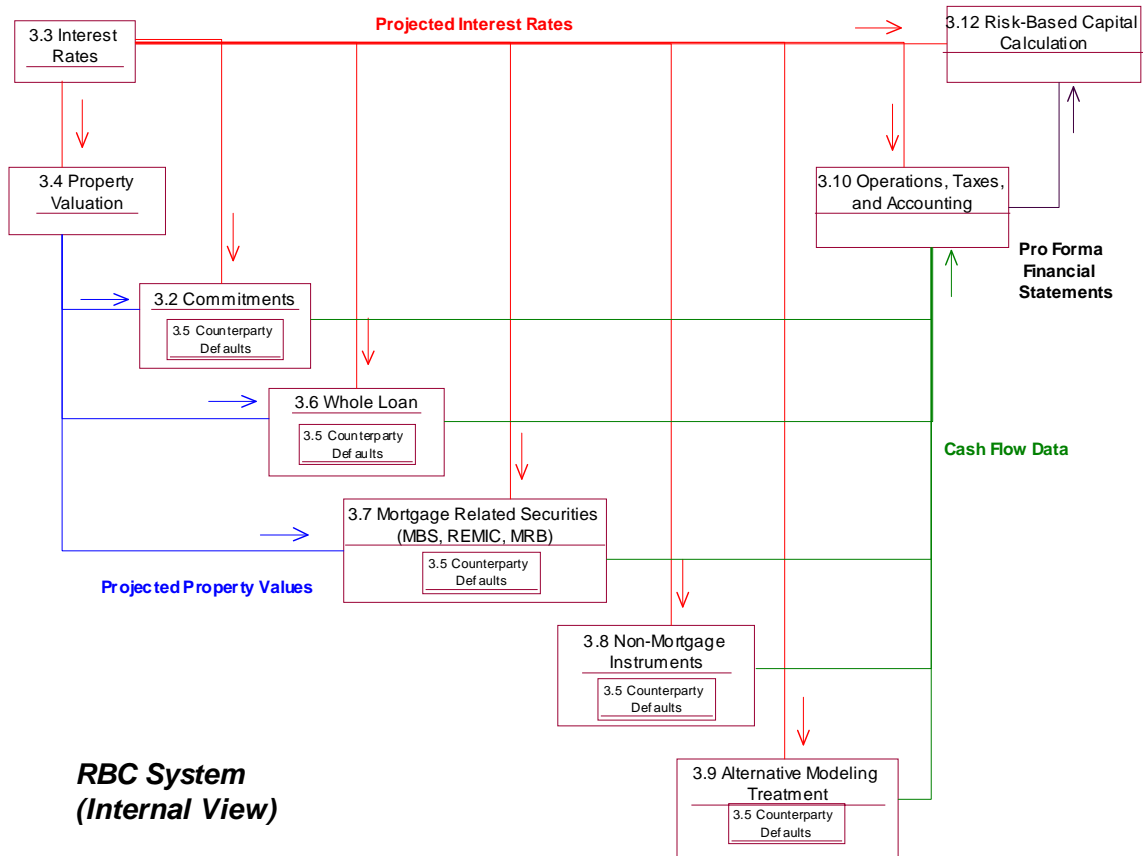 Projected Interest Rates
3.3 Interest
Rates
3.12 Risk-Based Capital
Calculation
3.4 Property
Valuation
3.10 Operations, Taxes,
and Accounting
Pro Forma
Financial
Statements
3.2 Commitments
3.5 Counterparty
Defaults
3.6 Whole Loan
3.5 Counterparty
Defaults
Cash Flow Data
3.7 Mortgage Related Securities
(MBS, REMIC, MRB)
3.5 Counterparty
Defaults
Projected Property Values
3.8 Non-Mortgage
Instruments
3.5 Counterparty
Defaults
3.9 Alternative Modeling
Treatment
3.5 Counterparty
Defaults
RBC System
(Internal View)